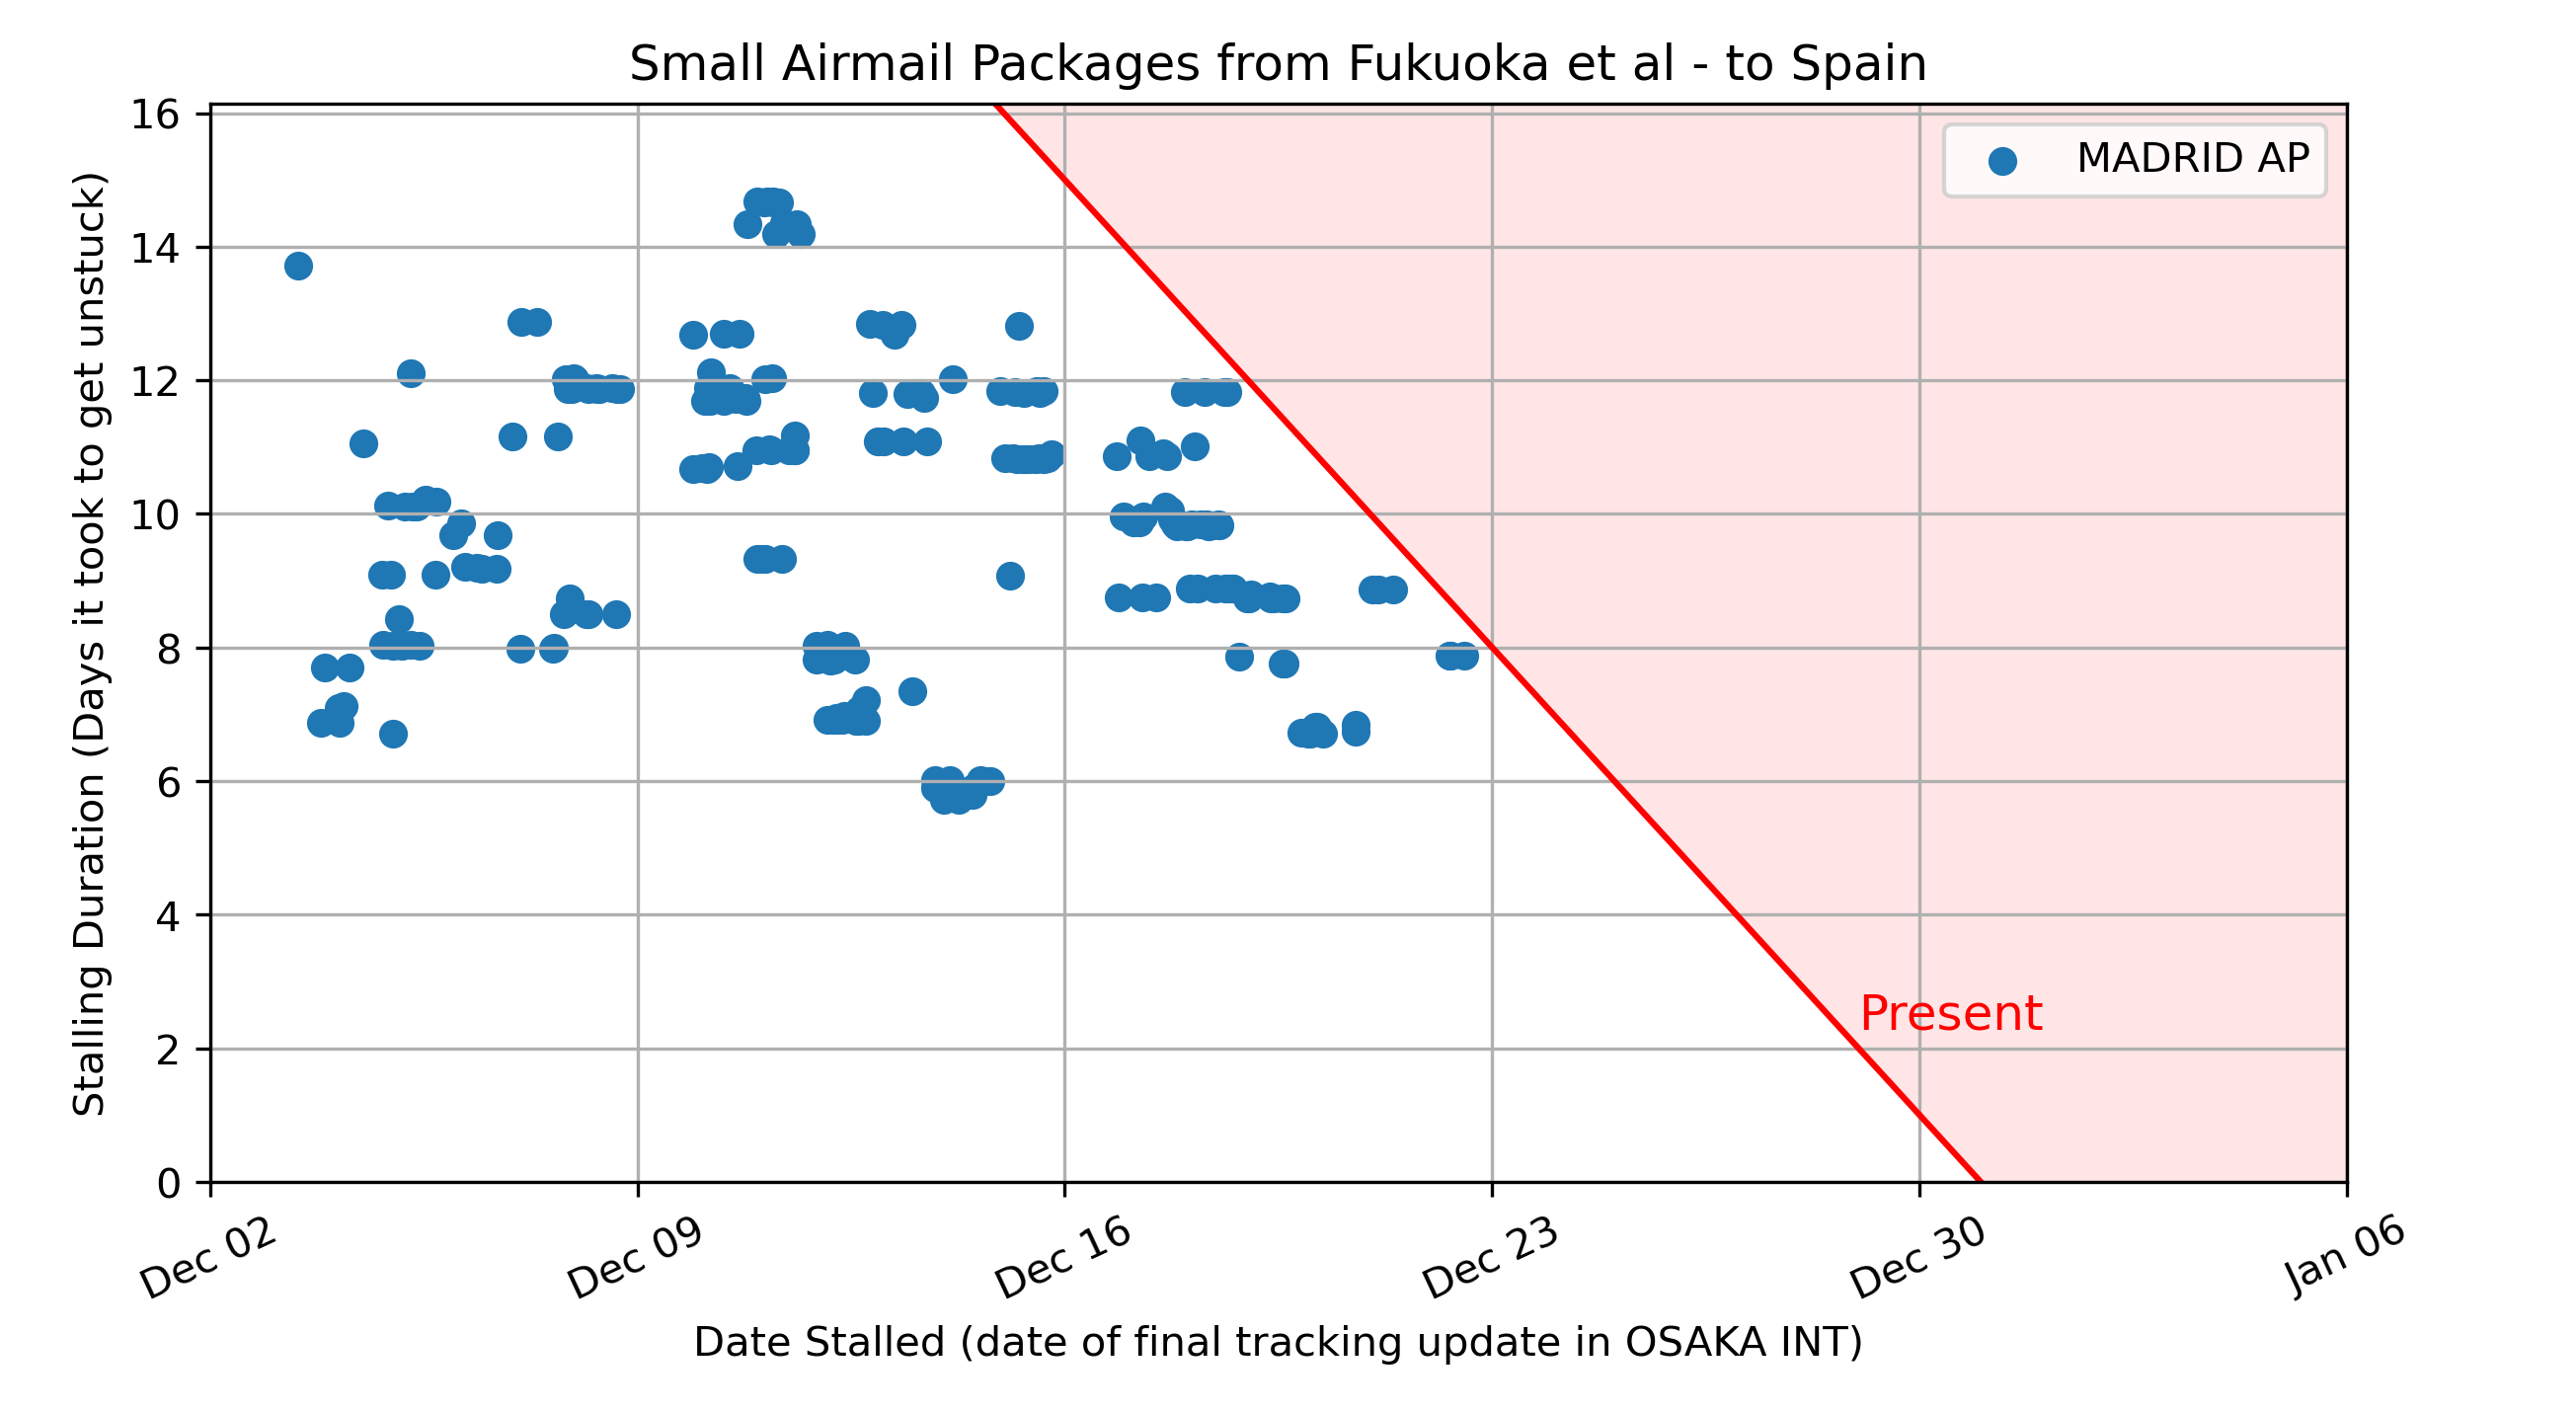 Small Airmail Packages from Fukuoka et al - to Spain
MADRID AP
Stalling Duration (Days it took to get unstuck)
16
14
12
10
8
6
4
2
0
Present
Dec 02
Dec 09
Dec 16
Dec 23
Dec 30
Jan 06
Date Stalled (date of final tracking update in OSAKA INT)